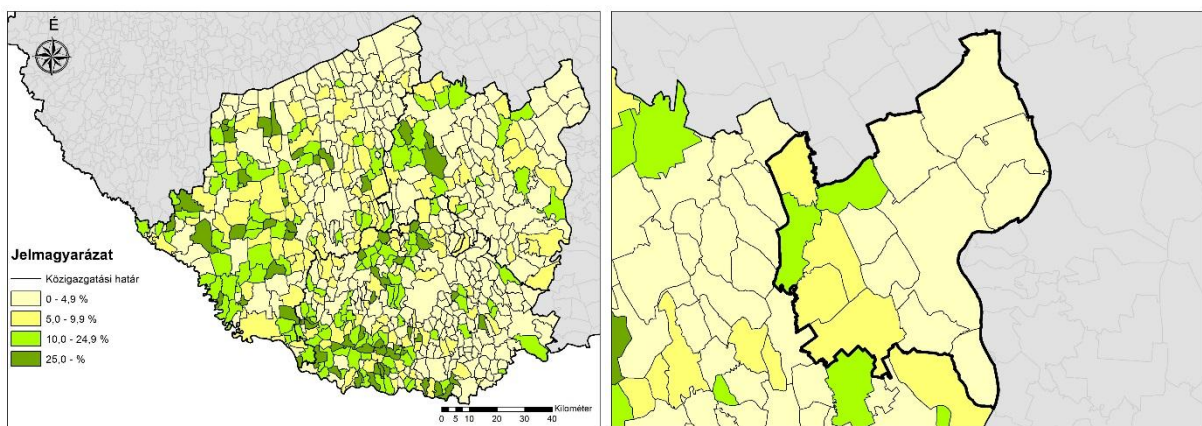 É
Jelmagyarázat
Közigazgatási határ
0 - 4,9 %
5,0 - 9,9 %
10,0 - 24,9 %
25,0 - %
Kilométer
0 5 10 20 30 40